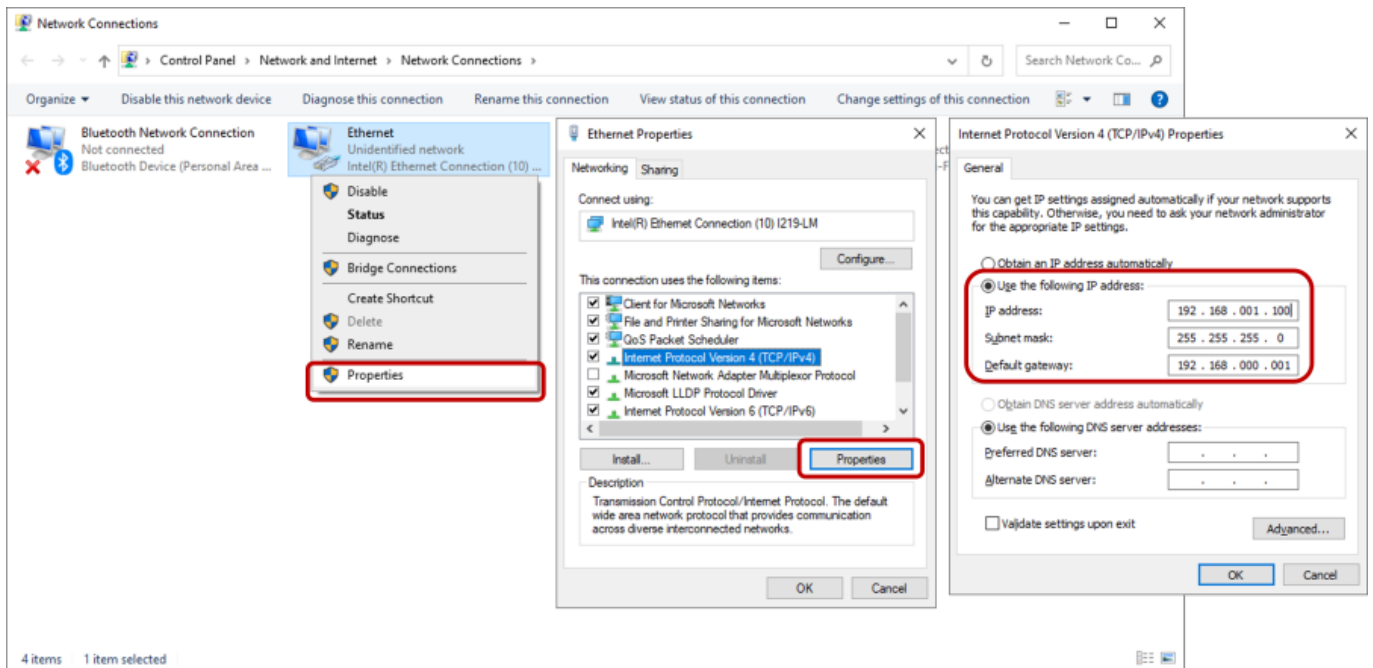 Network Connections
Control Panel › Network and Internet › Network Connections ›
Search Network Co...
Organize
Disable this network device
Diagnose this connection
Rename this connection
View status of this connection
Change settings of this connection
Bluetooth Network Connection
Not connected
Bluetooth Device (Personal Area ...
Ethernet
Unidentified network
Intel(R) Ethernet Connection (10) ...
Disable
Status
Diagnose
Bridge Connections
Create Shortcut
Delete
Rename
Properties
Ethernet Properties
Networking
Sharing
Connect using:
Intel(R) Ethernet Connection (10) I219-LM
Configure...
This connection uses the following items:
Client for Microsoft Networks
File and Printer Sharing for Microsoft Networks
QoS Packet Scheduler
Internet Protocol Version 4 (TCP/IPv4)
Microsoft Network Adapter Multiplexor Protocol
Microsoft LLDP Protocol Driver
Internet Protocol Version 6 (TCP/IPv6)
Install...
Uninstall
Properties
Description
Transmission Control Protocol/Internet Protocol. The default
wide area network protocol that provides communication
across diverse interconnected networks.
OK
Cancel
Internet Protocol Version 4 (TCP/IPv4) Properties
General
You can get IP settings assigned automatically if your network supports
this capability. Otherwise, you need to ask your network administrator
for the appropriate IP settings.
Obtain an IP address automatically
Use the following IP address:
IP address: 192 . 168 . 001 . 100
Subnet mask: 255 . 255 . 255 . 0
Default gateway: 192 . 168 . 000 . 001
Obtain DNS server address automatically
Use the following DNS server addresses:
Preferred DNS server: . . .
Alternate DNS server: . . .
Validate settings upon exit
Advanced...
OK
Cancel
4 items
1 item selected